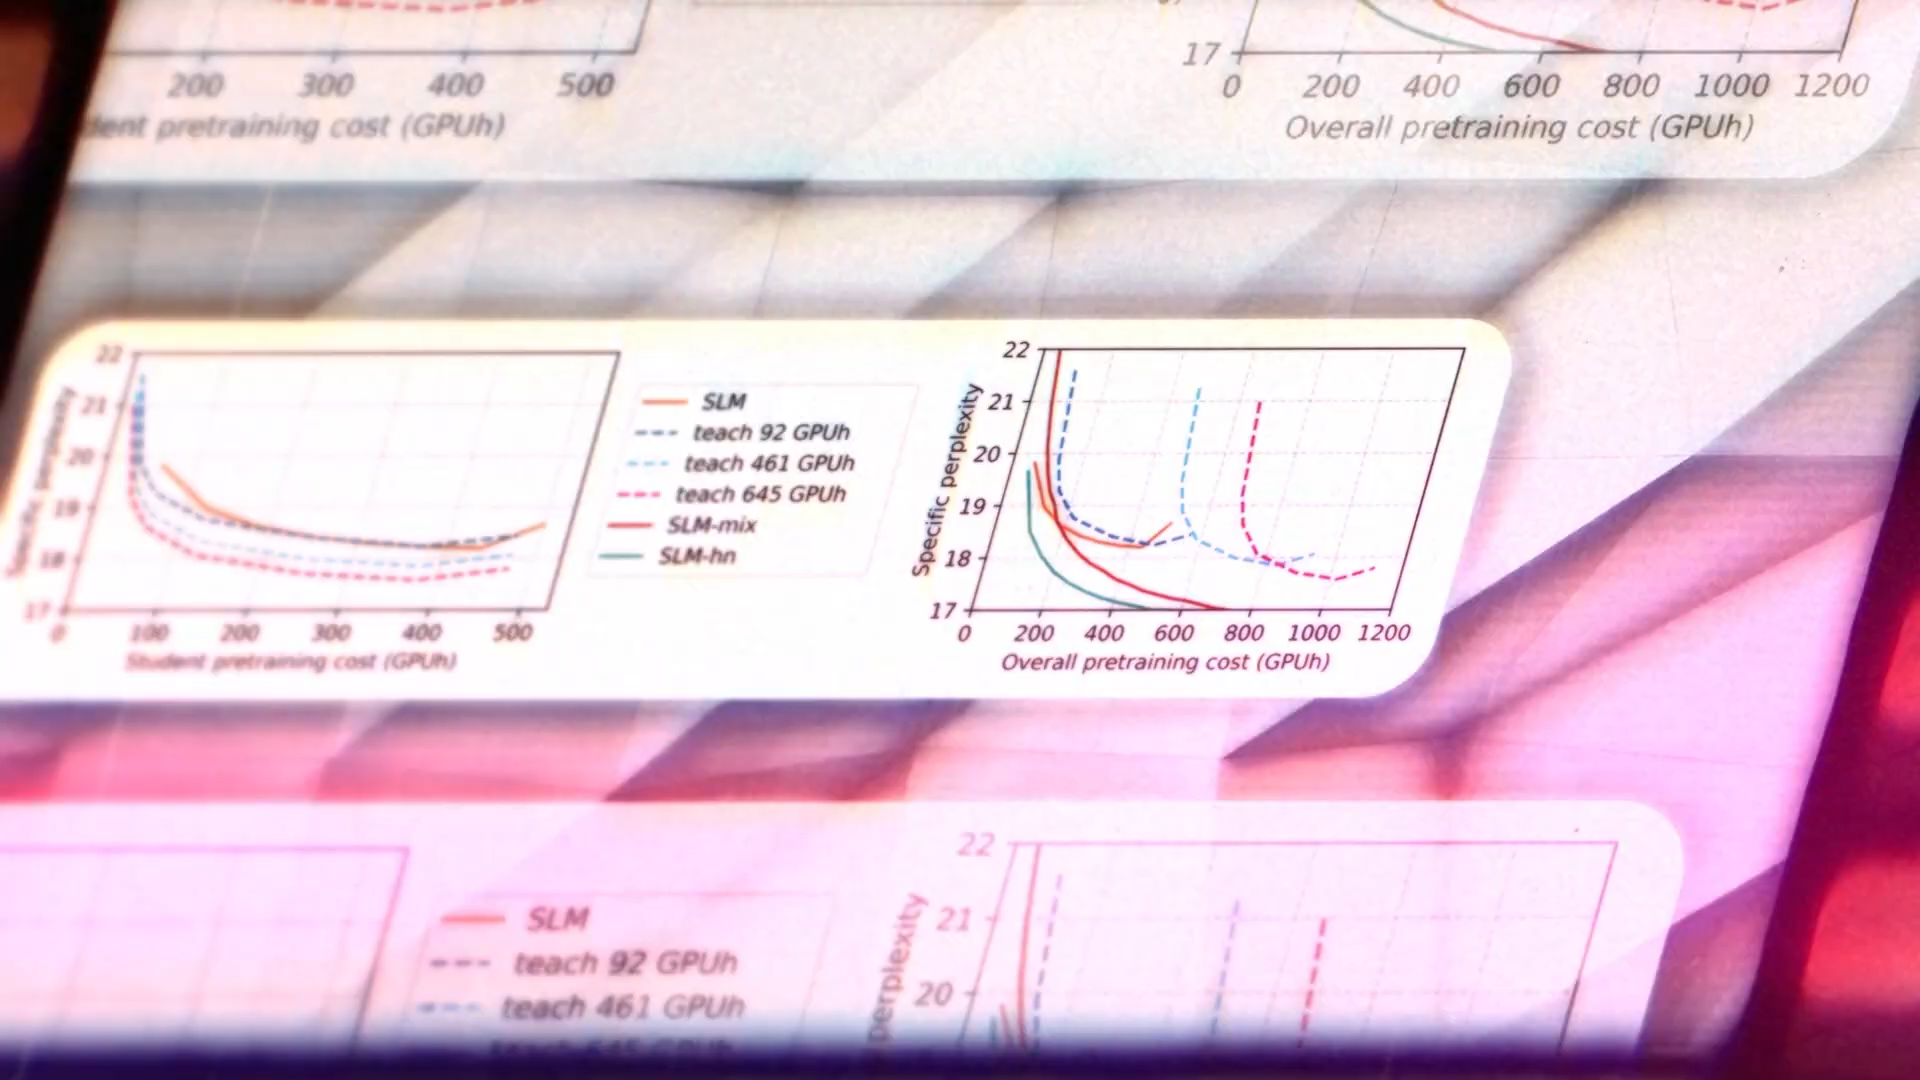 200 300 400 500
pretraining cost (GPUh)
17
0 200 400 600 800 1000 1200
Overall pretraining cost (GPUh)
22
21
20
19
18
17
0 100 200 300 400 500
Specific perplexity
Student pretraining cost (GPUh)
SLM
teach 92 GPUh
teach 461 GPUh
teach 645 GPUh
SLM-mix
SLM-hn
22
21
20
19
18
17
0 200 400 600 800 1000 1200
Specific perplexity
Overall pretraining cost (GPUh)
SLM
teach 92 GPUh
teach 461 GPUh
22
21
20
perplexity